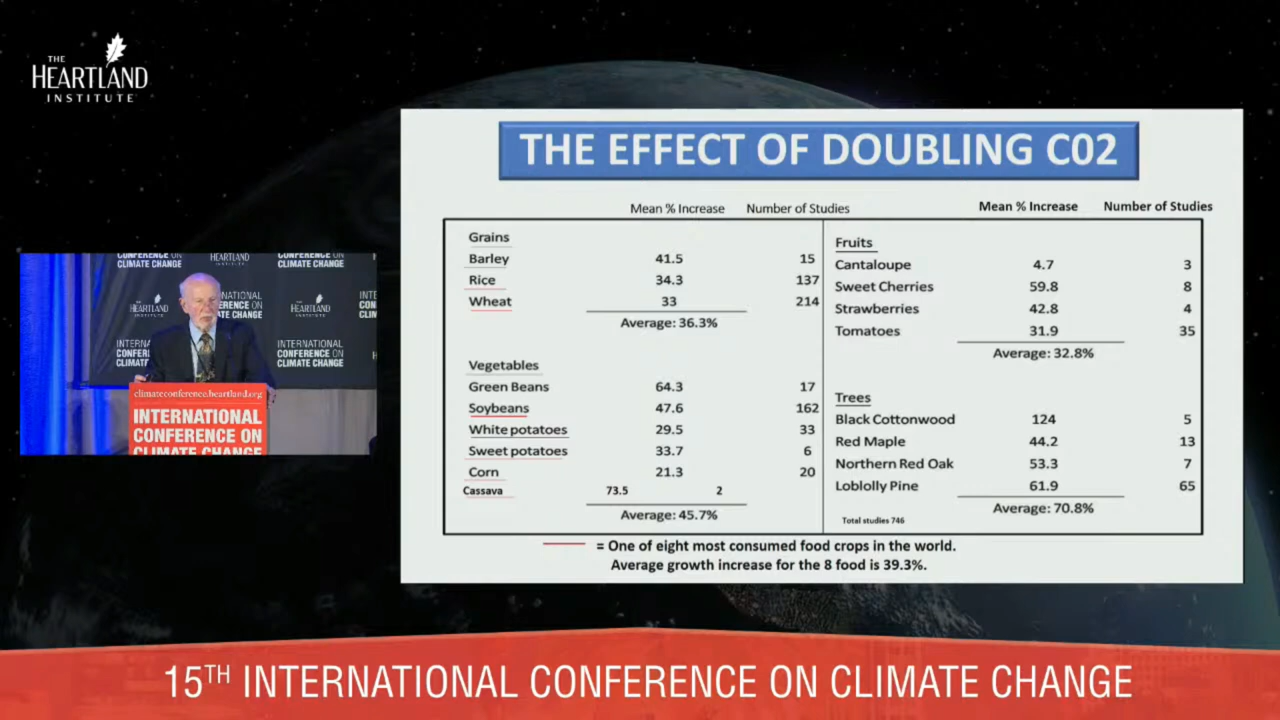 THE
HEARTLAND
INSTITUTE
THE EFFECT OF DOUBLING C02
Mean % Increase Number of Studies
Grains
Barley 41.5 15
Rice 34.3 137
Wheat 33 214
Average: 36.3%
Vegetables
Green Beans 64.3 17
Soybeans 47.6 162
White potatoes 29.5 33
Sweet potatoes 33.7 6
Corn 21.3 20
Cassava 73.5 2
Average: 45.7%
Mean % Increase Number of Studies
Fruits
Cantaloupe 4.7 3
Sweet Cherries 59.8 8
Strawberries 42.8 4
Tomatoes 31.9 35
Average: 32.8%
Trees
Black Cottonwood 124 5
Red Maple 44.2 13
Northern Red Oak 53.3 7
Loblolly Pine 61.9 65
Average: 70.8%
Total studies 746
= One of eight most consumed food crops in the world.
Average growth increase for the 8 food is 39.3%.
CLIMATE CHANGE
HEARTLAND
CLIMATE CHANGE
HEARTLAND
INTERNATIONAL
CONFERENCE ON
CLIMATE CHANGE
climateconference.heartland.org
INTERNATIONAL
CONFERENCE ON
CLIMATE CHANGE
15TH INTERNATIONAL CONFERENCE ON CLIMATE CHANGE